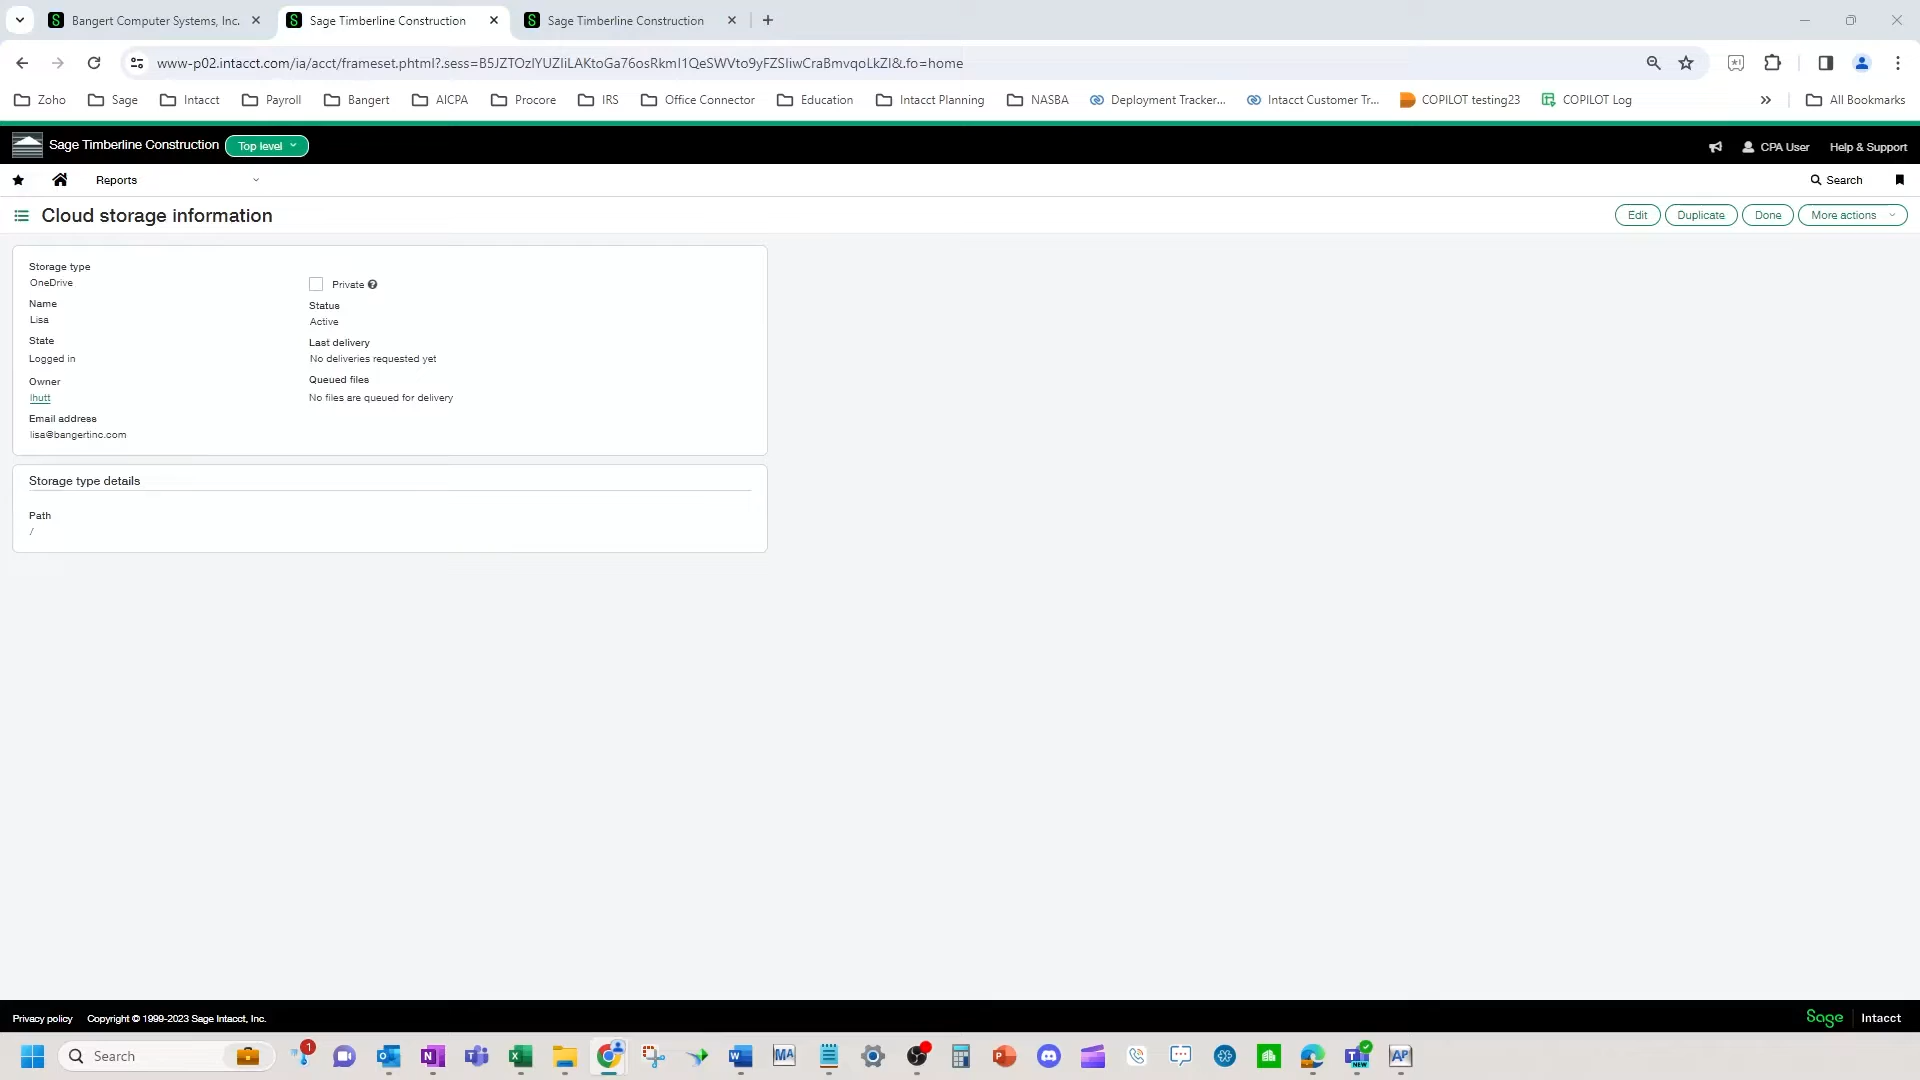 Bangert Computer Systems, Inc.
Sage Timberline Construction
Sage Timberline Construction
www-p02.intacct.com/ia/acct/frameset.phtml?.sess=B5JZTOzIYUZIiLAKtoGa76osRkmI1QeSWVto9yFZSIiwCraBmvqoLkZI&.fo=home
Zoho Sage Intacct Payroll Bangert AICPA Procore IRS Office Connector Education Intacct Planning NASBA Deployment Tracker... Intacct Customer Tr... COPILOT testing23 COPILOT Log » All Bookmarks
Sage Timberline Construction Top level CPA User Help & Support
Reports Search
Cloud storage information Edit Duplicate Done More actions
Storage type
OneDrive
Name
Lisa
State
Logged in
Owner
lhutt
Email address
lisa@bangertinc.com
Private
Status
Active
Last delivery
No deliveries requested yet
Queued files
No files are queued for delivery
Storage type details
Path
/
Privacy policy Copyright © 1999-2023 Sage Intacct, Inc. Sage Intacct
Search 1 MA NEW AP